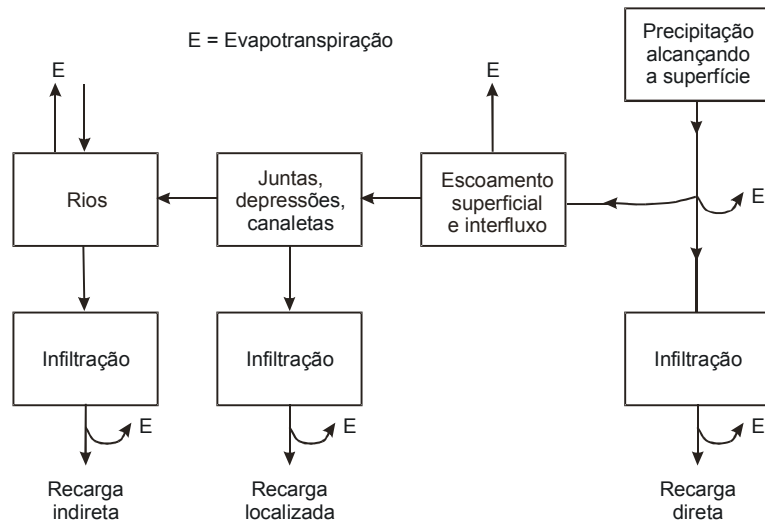 E = Evapotranspiração
Precipitação
alcançando
a superfície
E
E
Rios
Juntas,
depressões,
canaletas
Escoamento
superficial
e interfluxo
E
Infiltração
Infiltração
Infiltração
E
E
E
Recarga
indireta
Recarga
localizada
Recarga
direta